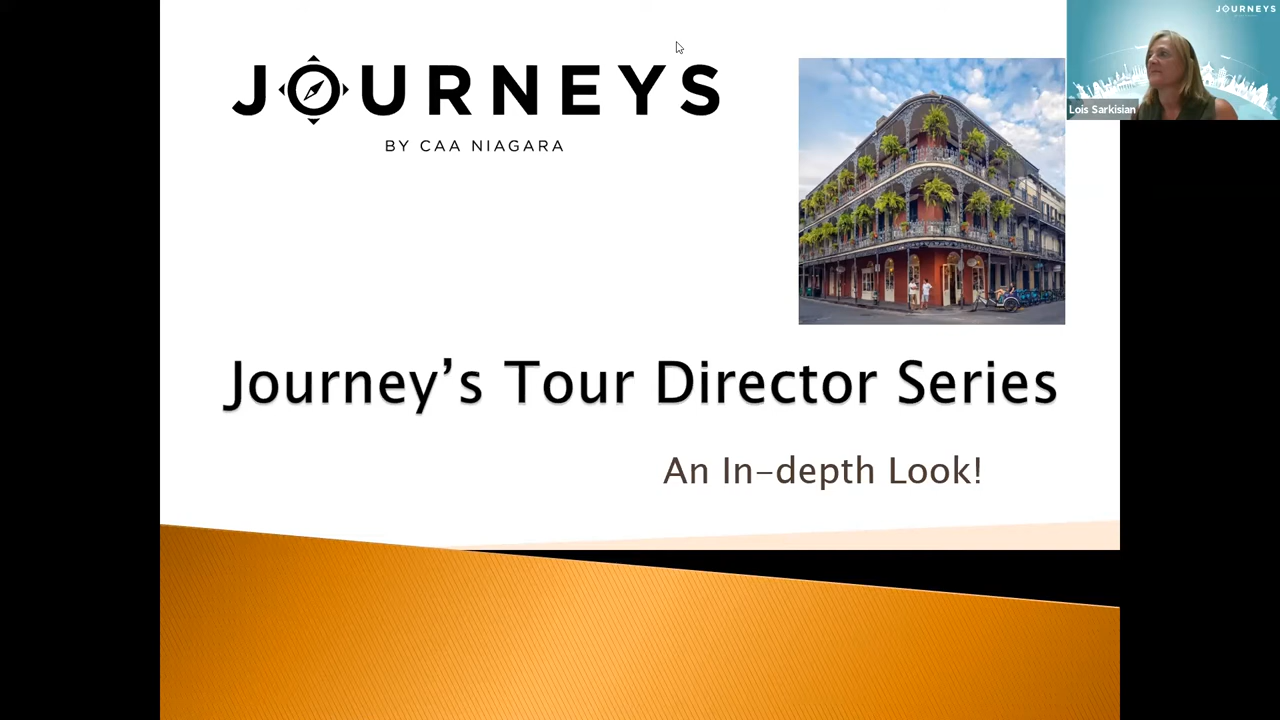 JOURNEYS
BY CAA NIAGARA
JOURNEYS
Lois Sarkisian
Journey’s Tour Director Series
An In-depth Look!